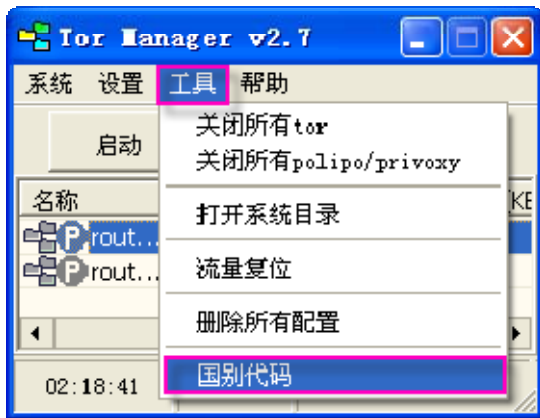 Tor Manager v2.7
系统 设置 工具 帮助
启动
关闭所有tor
关闭所有polipo/privoxy
打开系统目录
流量复位
删除所有配置
国别代码
名称
(KE
rout...
rout...
02:18:41